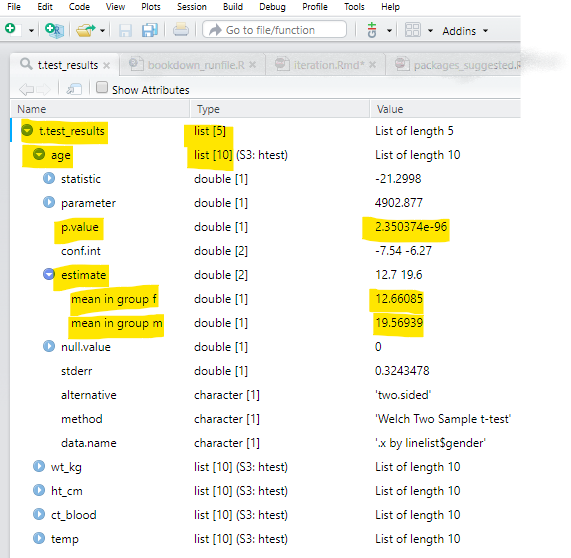 File Edit Code View Plots Session Build Debug Profile Tools Help
Go to file/function Addins
t.test_results bookdown_runfile.R iteration.Rmd* packages_suggested.R
Show Attributes
Name Type Value
t.test_results list [5] List of length 5
age list [10] (S3: htest) List of length 10
statistic double [1] -21.2998
parameter double [1] 4902.877
p.value double [1] 2.350374e-96
conf.int double [2] -7.54 -6.27
estimate double [2] 12.7 19.6
mean in group f double [1] 12.66085
mean in group m double [1] 19.56939
null.value double [1] 0
stderr double [1] 0.3243478
alternative character [1] 'two.sided'
method character [1] 'Welch Two Sample t-test'
data.name character [1] '.x by linelist$gender'
wt_kg list [10] (S3: htest) List of length 10
ht_cm list [10] (S3: htest) List of length 10
ct_blood list [10] (S3: htest) List of length 10
temp list [10] (S3: htest) List of length 10